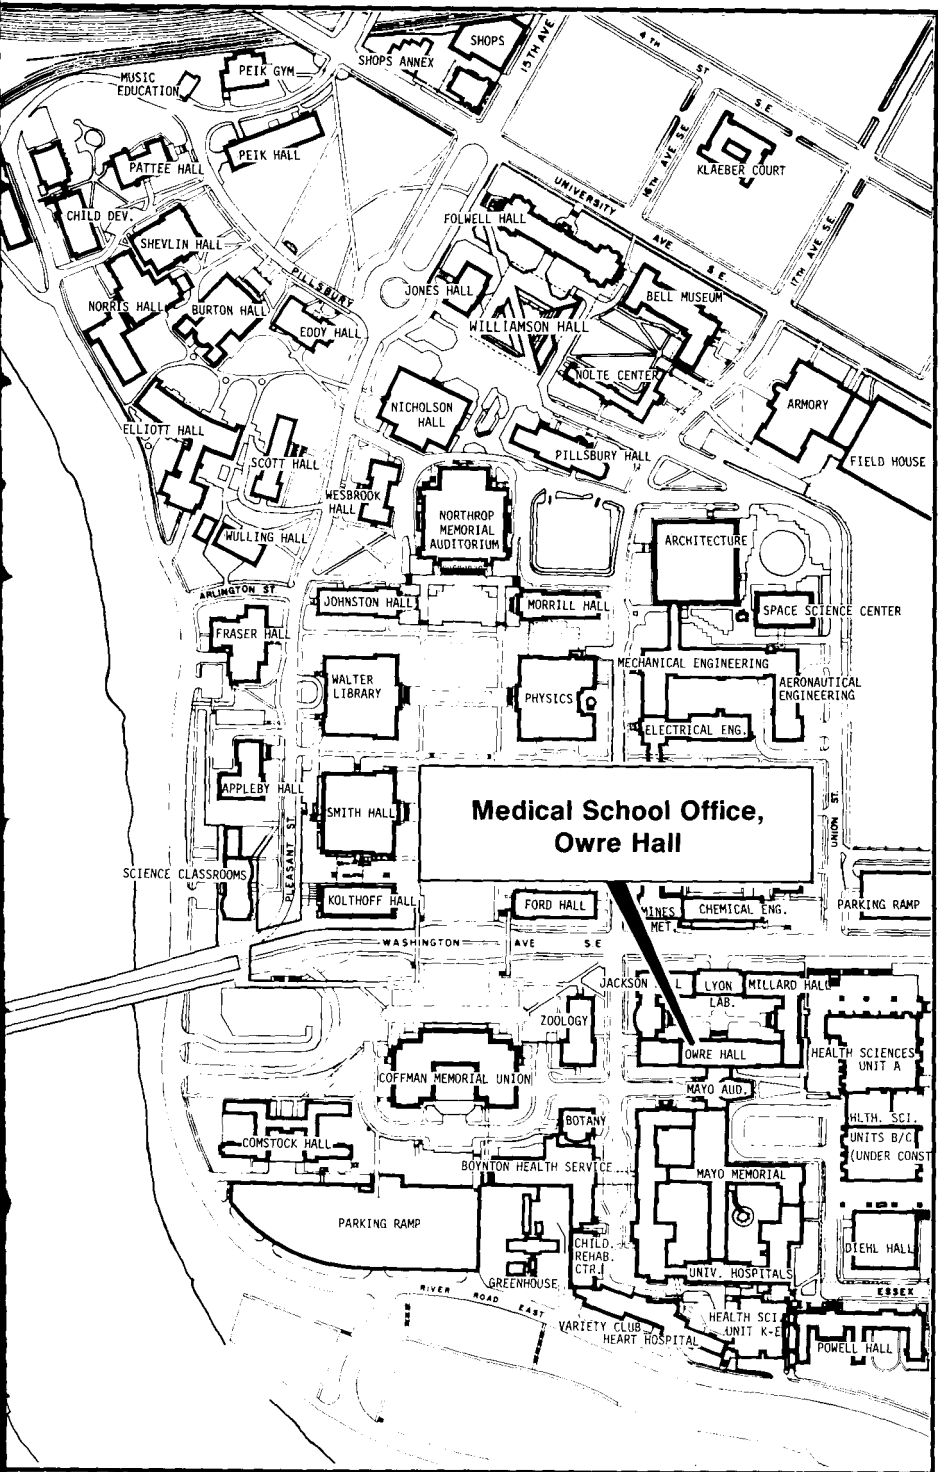 SHOPS
15TH AVE
4TH
ST
S.E.
SHOPS ANNEX
PEIK GYM
MUSIC
EDUCATION
PEIK HALL
16TH AVE S.E.
KLAEBER COURT
PATTEE HALL
UNIVERSITY
AVE
S.E.
17TH AVE S.E.
CHILD DEV.
FOLWELL HALL
SHEVLIN HALL
PILLSBURY
NORRIS HALL
BURTON HALL
EDDY HALL
JONES HALL
BELL MUSEUM
WILLIAMSON HALL
NOLTE CENTER
NICHOLSON
HALL
ARMORY
ELLIOTT HALL
PILLSBURY HALL
FIELD HOUSE
SCOTT HALL
WESBROOK
HALL
NORTHROP
MEMORIAL
AUDITORIUM
WULLING HALL
ARCHITECTURE
ARLINGTON ST
JOHNSTON HALL
MORRILL HALL
SPACE SCIENCE CENTER
FRASER HALL
WALTER
LIBRARY
PHYSICS
MECHANICAL ENGINEERING
AERONAUTICAL
ENGINEERING
ELECTRICAL ENG.
APPLEBY HALL
SMITH HALL
Medical School Office,
Owre Hall
UNION ST.
PLEASANT ST
SCIENCE CLASSROOMS
KOLTHOFF HALL
FORD HALL
MINES
MET.
CHEMICAL ENG.
PARKING RAMP
WASHINGTON
AVE
S.E
JACKSON
LYON
LAB.
MILLARD HALL
ZOOLOGY
OWRE HALL
HEALTH SCIENCES
UNIT A
COFFMAN MEMORIAL UNION
MAYO AUD.
COMSTOCK HALL
BOTANY
HLTH. SCI.
UNITS B/C
(UNDER CONST
BOYNTON HEALTH SERVICE
MAYO MEMORIAL
PARKING RAMP
CHILD.
REHAB.
CTR.
DIEHL HALL
GREENHOUSE
UNIV. HOSPITALS
RIVER
ROAD
EAST
ESSEX
VARIETY CLUB
HEART HOSPITAL
HEALTH SCI
UNIT K-E
POWELL HALL